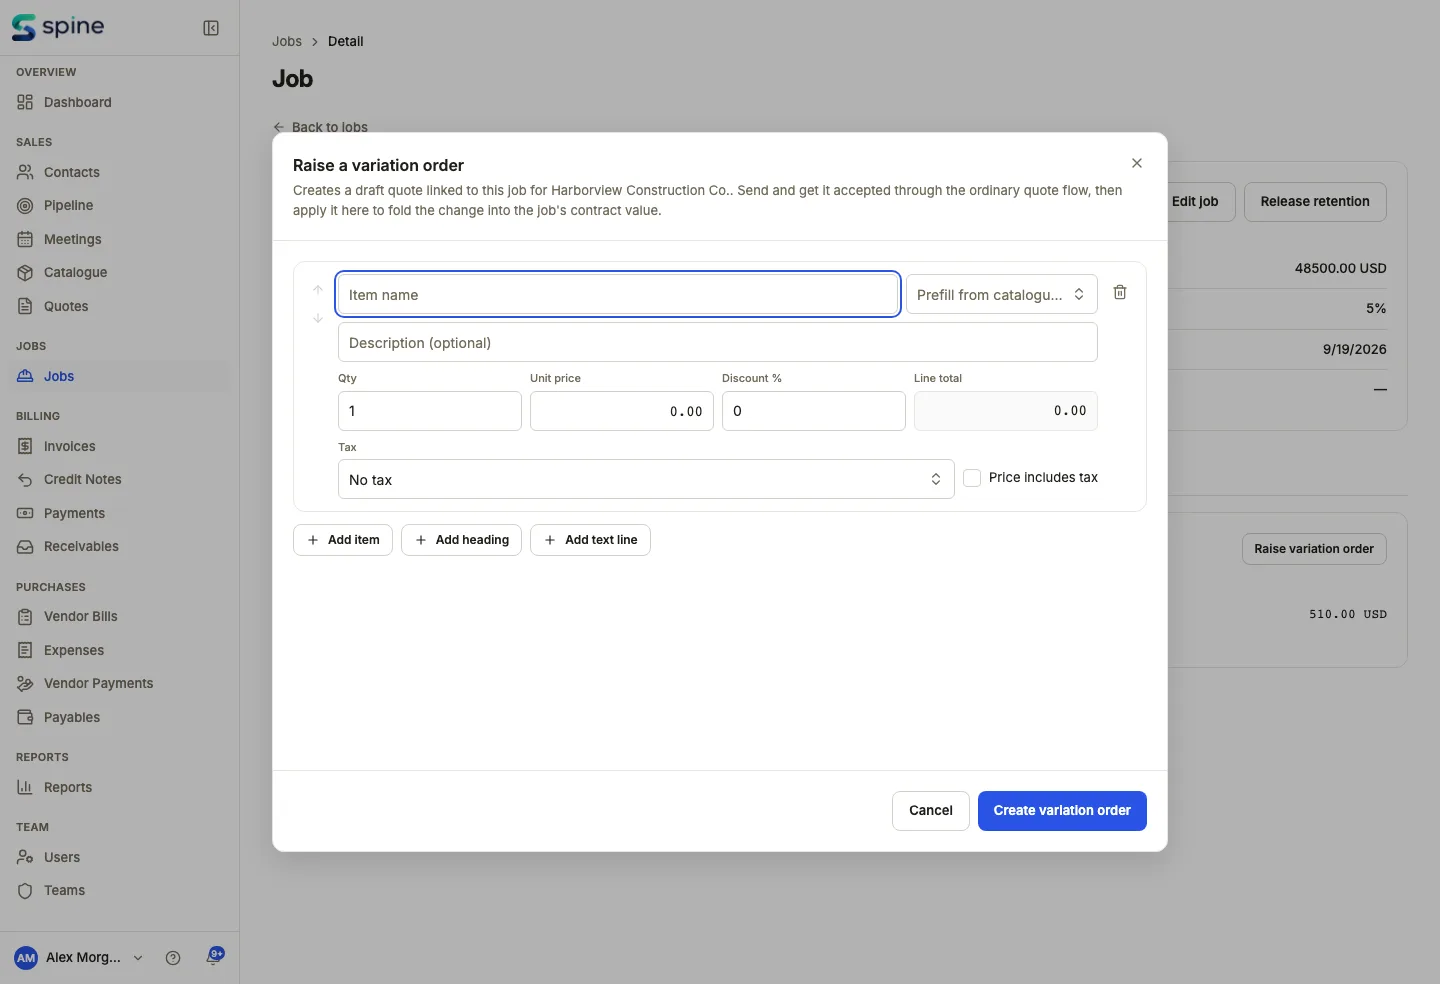 spine
OVERVIEW
Dashboard
SALES
Contacts
Pipeline
Meetings
Catalogue
Quotes
JOBS
Jobs
BILLING
Invoices
Credit Notes
Payments
Receivables
PURCHASES
Vendor Bills
Expenses
Vendor Payments
Payables
REPORTS
Reports
TEAM
Users
Teams
AM
Alex Morg...
9+
Jobs > Detail
Job
Back to jobs
Edit job
Release retention
48500.00 USD
5%
9/19/2026
—
Raise variation order
510.00 USD
Raise a variation order
Creates a draft quote linked to this job for Harborview Construction Co.. Send and get it accepted through the ordinary quote flow, then
apply it here to fold the change into the job's contract value.
Item name
Prefill from catalogu...
Description (optional)
Qty Unit price Discount % Line total
1 0.00 0 0.00
Tax
No tax
Price includes tax
Add item
Add heading
Add text line
Cancel
Create variation order